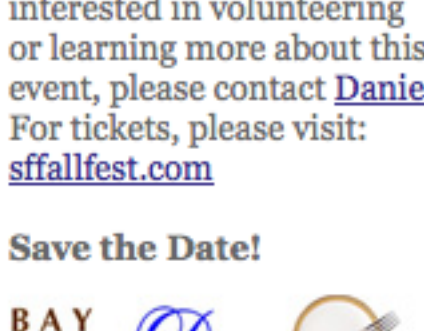 interested in volunteering
or learning more about this
event, please contact Danie
For tickets, please visit:
sffallfest.com
Save the Date!
BAY